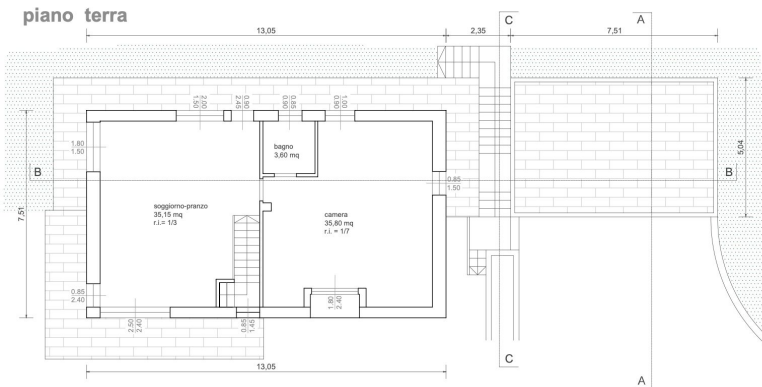 piano terra
13,05
2,35
7,51
C
A
2.00
1.50
0.90
2.45
0.85
0.90
1.00
0.90
1,80
1.50
bagno
3,60 mq
7,51
5,04
B
B
0.85
1.50
soggiorno-pranzo
35,15 mq
r.i.= 1/3
camera
35,80 mq
r.i. = 1/7
0.85
2.40
2.50
2.40
0.85
1.45
1.80
2.40
13,05
C
A